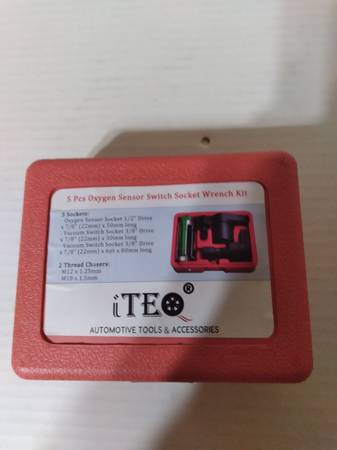 5 Pcs Oxygen Sensor Switch Socket Wrench Kit
3 Sockets:
Oxygen Sensor Socket 1/2" Drive
x 7/8" (22mm) x 50mm long
Vacuum Switch Socket 3/8" Drive
x 7/8" (22mm) x 30mm long
Vacuum Switch Socket 3/8" Drive
x 7/8" (22mm) x 6pt x 80mm long
2 Thread Chasers:
M12 x 1.25mm
M18 x 1.5mm
iTEQ®
AUTOMOTIVE TOOLS & ACCESSORIES